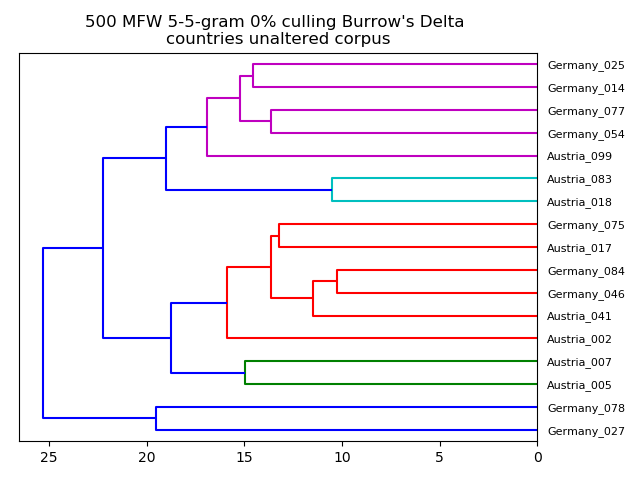 500 MFW 5-5-gram 0% culling Burrow's Delta
countries unaltered corpus
Germany_025
Germany_014
Germany_077
Germany_054
Austria_099
Austria_083
Austria_018
Germany_075
Austria_017
Germany_084
Germany_046
Austria_041
Austria_002
Austria_007
Austria_005
Germany_078
Germany_027
25 20 15 10 5 0